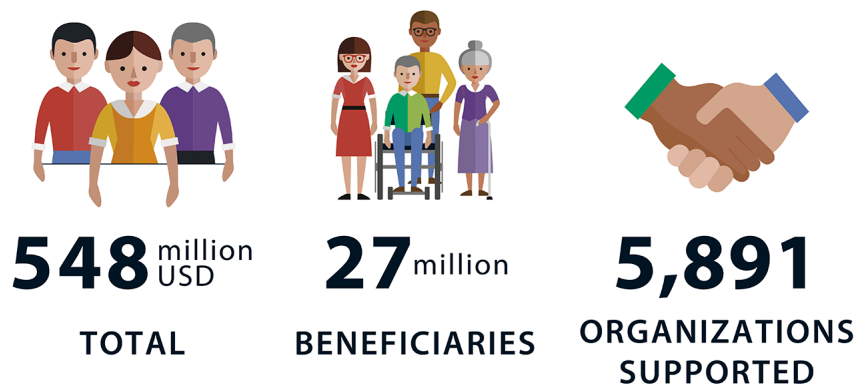 548 million
USD
TOTAL
27 million
BENEFICIARIES
5,891
ORGANIZATIONS
SUPPORTED